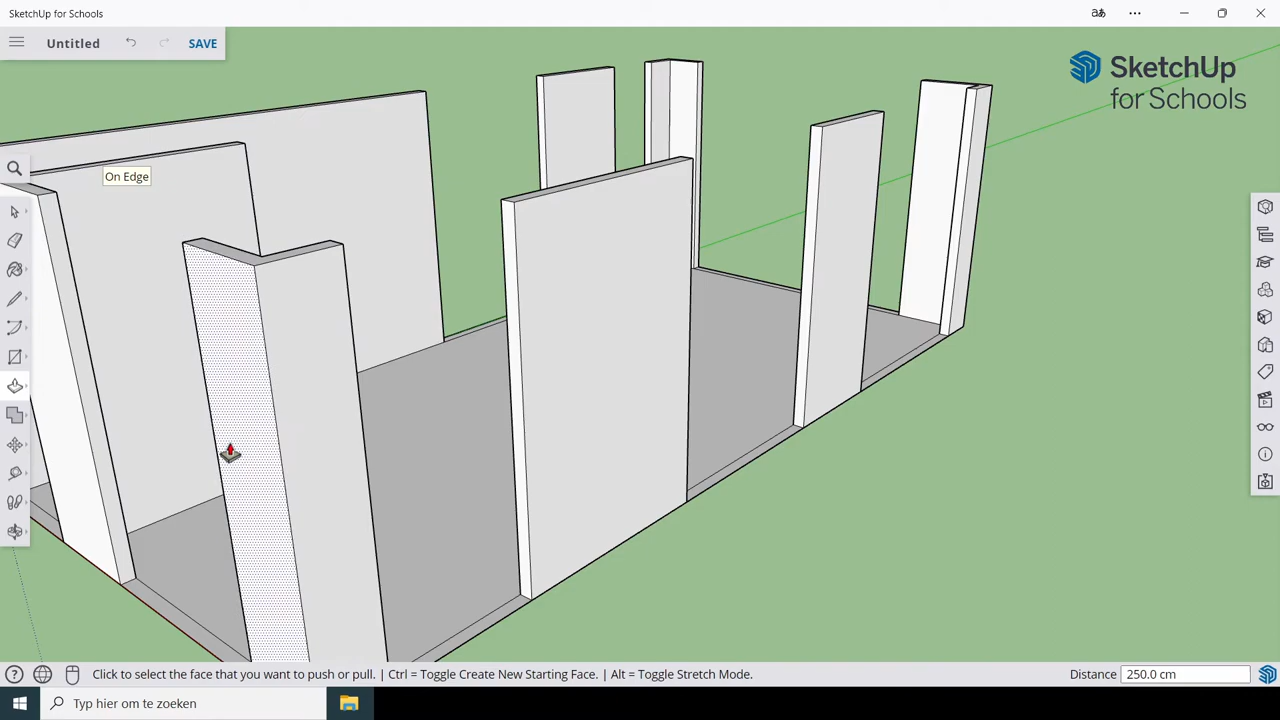 SketchUp for Schools
Untitled
SAVE
SketchUp
for Schools
On Edge
Click to select the face that you want to push or pull. | Ctrl = Toggle Create New Starting Face. | Alt = Toggle Stretch Mode.
Distance 250.0 cm
Typ hier om te zoeken